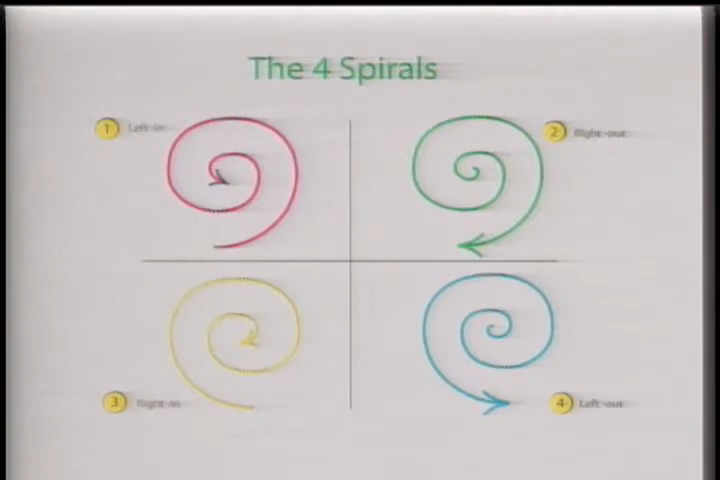 The 4 Spirals
1 Left-in
2 Right-out
3 Right-in
4 Left-out